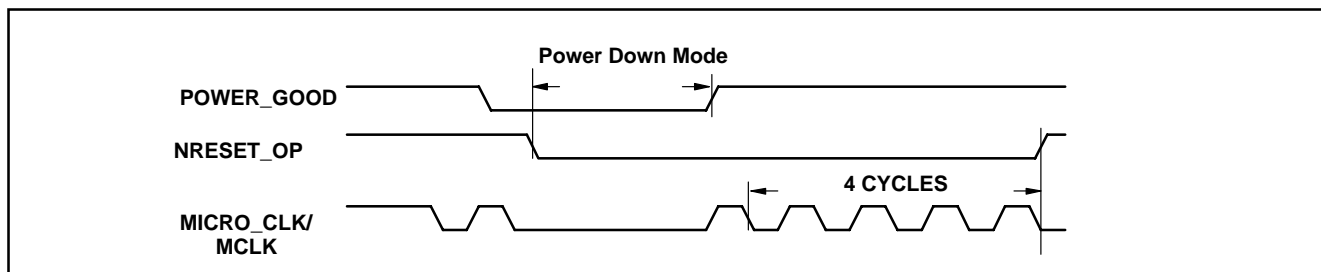 Power Down Mode
POWER_GOOD
NRESET_OP
4 CYCLES
MICRO_CLK/
MCLK